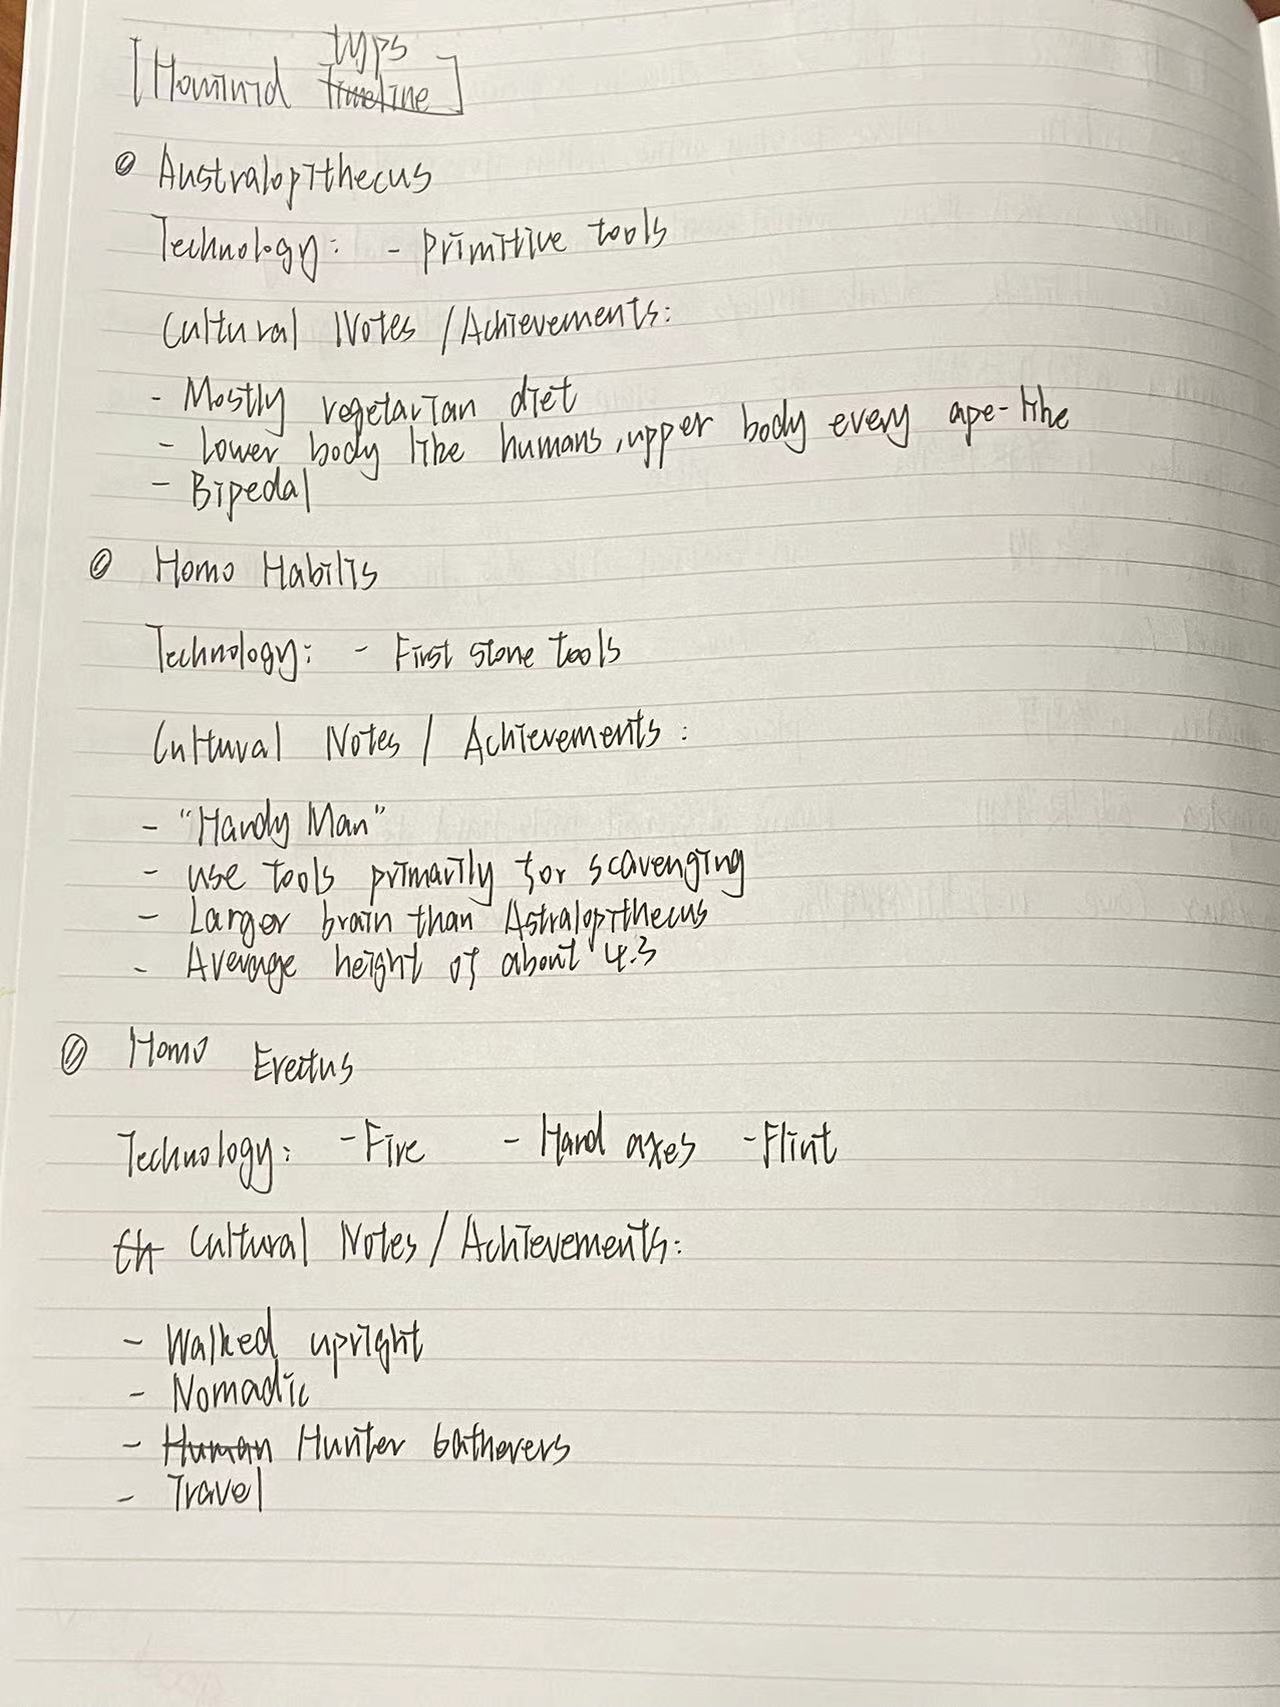 [Hominid typs timeline]
Australopithecus
Technology: - primitive tools
Cultural Notes / Achievements:
- Mostly vegetarian diet
- Lower body like humans, upper body every ape-like
- Bipedal
Homo Habilis
Technology: - First stone tools
Cultural Notes / Achievements:
- "Handy Man"
- use tools primarily for scavenging
- Larger brain than Astralopithecus
- Average height of about 4.3
Homo Erectus
Technology: - Fire - Hand axes - Flint
Cultural Notes / Achievements:
- Walked upright
- Nomadic
- Human Hunter Gatherers
- Travel